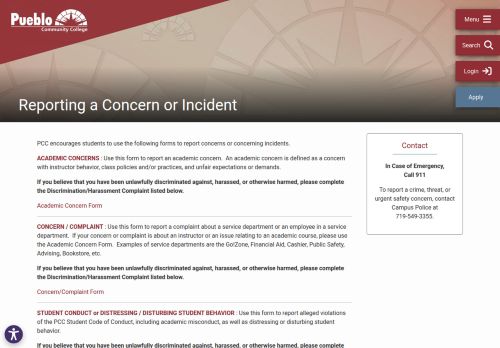 Pueblo
Community College
Menu
Search
Login
Apply
Reporting a Concern or Incident
PCC encourages students to use the following forms to report concerns or concerning incidents.
ACADEMIC CONCERNS : Use this form to report an academic concern. An academic concern is defined as a concern
with instructor behavior, class policies and/or practices, and unfair expectations or demands.
If you believe that you have been unlawfully discriminated against, harassed, or otherwise harmed, please complete
the Discrimination/Harassment Complaint listed below.
Academic Concern Form
CONCERN / COMPLAINT : Use this form to report a complaint about a service department or an employee in a service
department. If your concern or complaint is about an instructor or an issue relating to an academic course, please use
the Academic Concern Form. Examples of service departments are the Go!Zone, Financial Aid, Cashier, Public Safety,
Advising, Bookstore, etc.
If you believe that you have been unlawfully discriminated against, harassed, or otherwise harmed, please complete
the Discrimination/Harassment Complaint listed below.
Concern/Complaint Form
STUDENT CONDUCT or DISTRESSING / DISTURBING STUDENT BEHAVIOR : Use this form to report alleged violations
of the PCC Student Code of Conduct, including academic misconduct, as well as distressing or disturbing student
behavior.
If you believe that you have been unlawfully discriminated against, harassed, or otherwise harmed, please complete
Contact
In Case of Emergency,
Call 911
To report a crime, threat, or
urgent safety concern, contact
Campus Police at
719-549-3355.